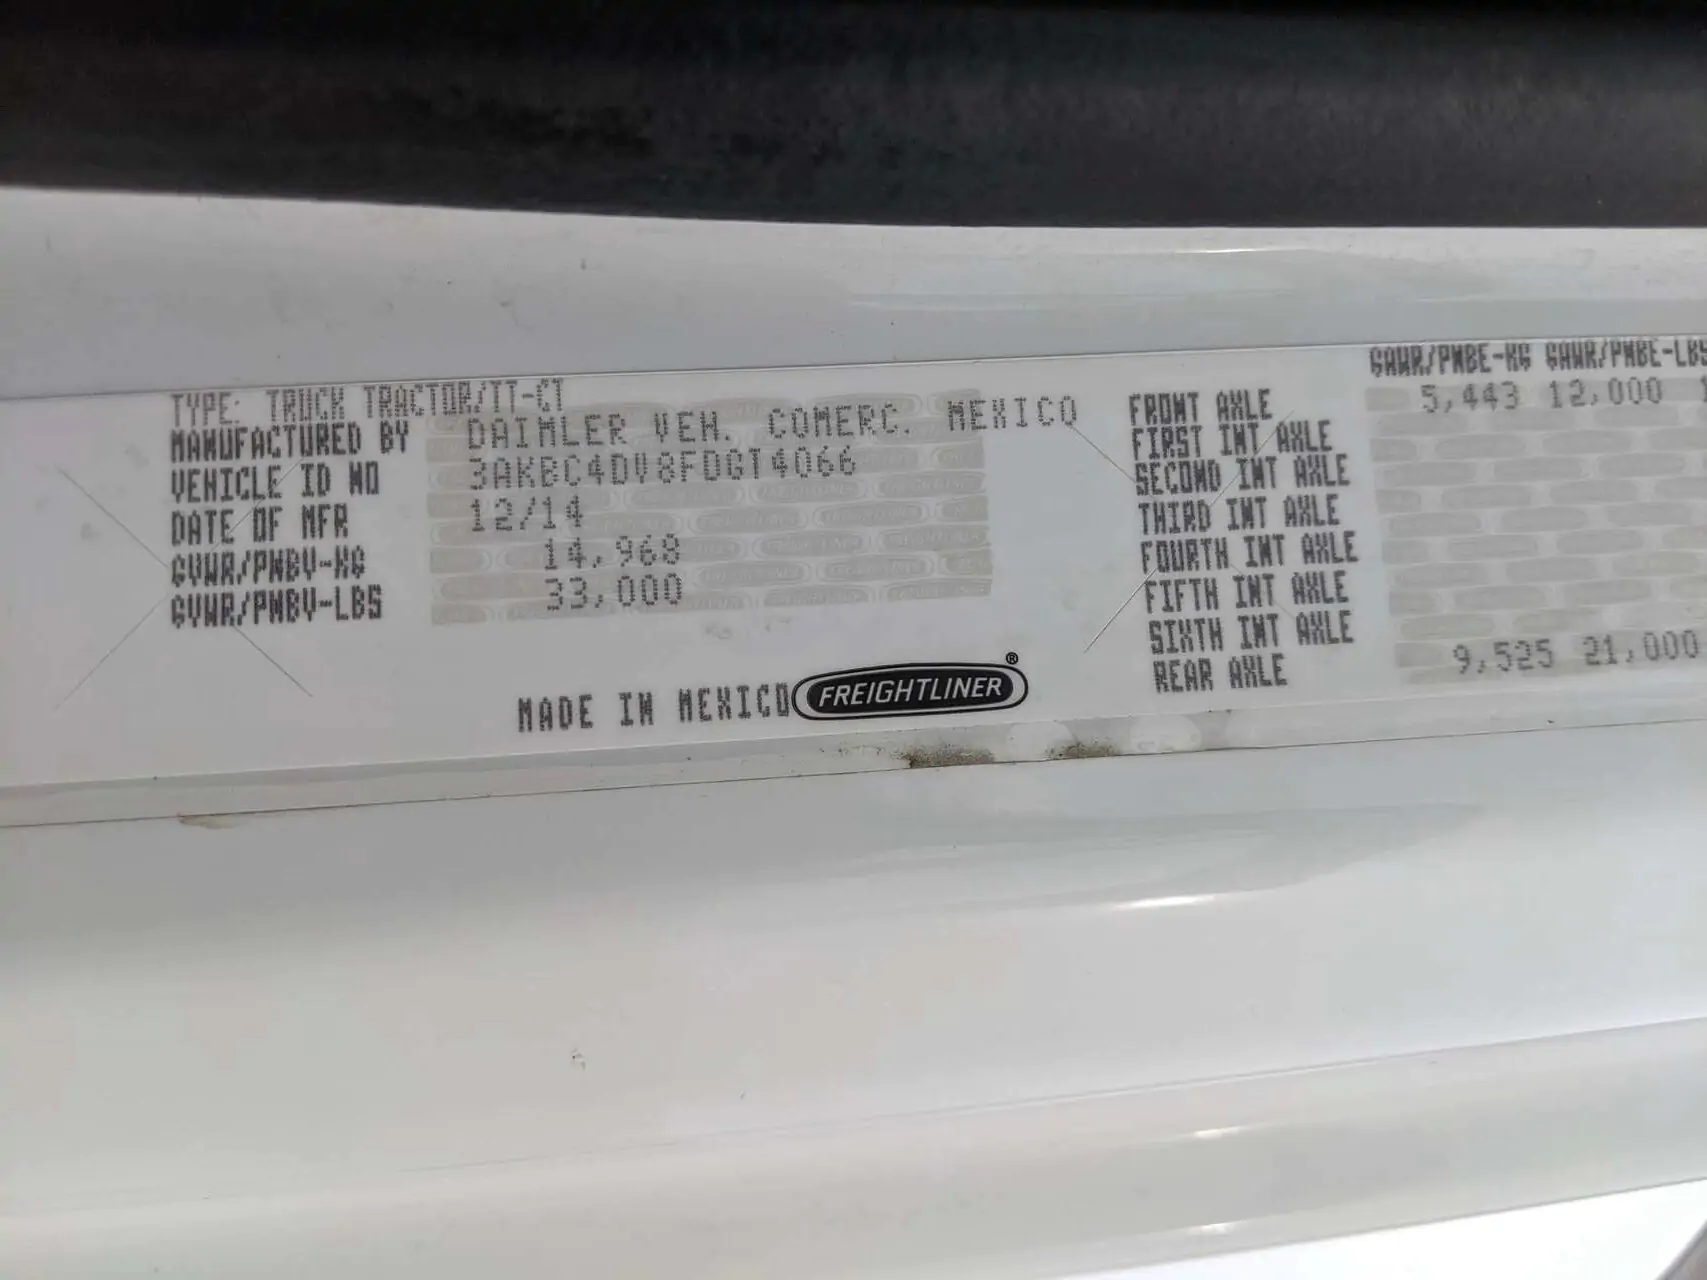 TYPE: TRUCK TRACTOR/TT-CT
MANUFACTURED BY DAIMLER VEH. COMERC. MEXICO
VEHICLE ID NO 3AKBC4DV8FDGT4066
DATE OF MFR 12/14
GVWR/PNBV-KG 14,968
GVWR/PNBV-LBS 33,000
MADE IN MEXICO FREIGHTLINER®
GAWR/PMBE-KG GAWR/PMBE-LBS
FRONT AXLE 5,443 12,000
FIRST INT AXLE
SECOND INT AXLE
THIRD INT AXLE
FOURTH INT AXLE
FIFTH INT AXLE
SIXTH INT AXLE
REAR AXLE 9,525 21,000